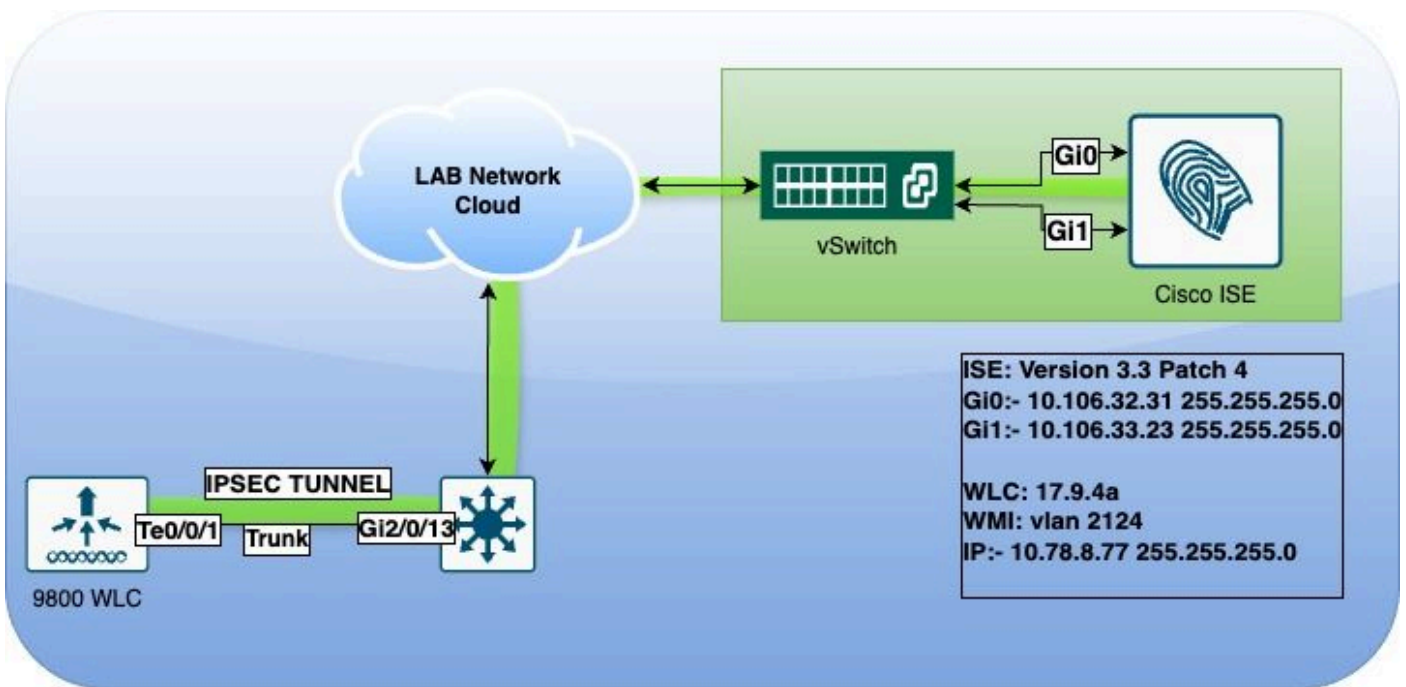 LAB Network
Cloud
Gi0
Gi1
vSwitch
Cisco ISE
ISE: Version 3.3 Patch 4
Gi0:- 10.106.32.31 255.255.255.0
Gi1:- 10.106.33.23 255.255.255.0
WLC: 17.9.4a
WMI: vlan 2124
IP:- 10.78.8.77 255.255.255.0
IPSEC TUNNEL
Te0/0/1
Trunk
Gi2/0/13
9800 WLC